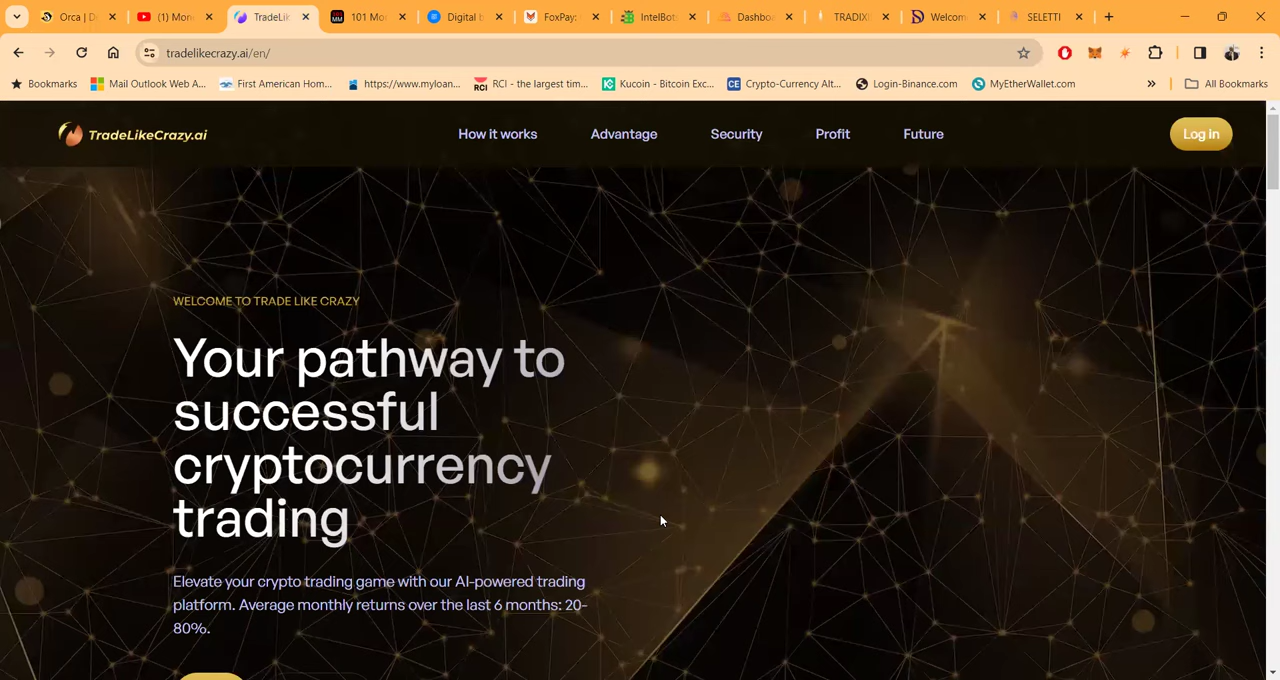 Orca | D
(1) More
TradeLik
101 Mo
Digital b
FoxPay:
IntelBot
Dashbo
TRADIX
Welcom
SELETTI
tradelikecrazy.ai/en/
Bookmarks
Mail Outlook Web A...
First American Hom...
https://www.myloan...
RCI - the largest tim...
Kucoin - Bitcoin Exc...
Crypto-Currency Alt...
Login-Binance.com
MyEtherWallet.com
All Bookmarks
TradeLikeCrazy.ai
How it works
Advantage
Security
Profit
Future
Log In
WELCOME TO TRADE LIKE CRAZY
Your pathway to
successful
cryptocurrency
trading
Elevate your crypto trading game with our AI-powered trading
platform. Average monthly returns over the last 6 months: 20-
80%.